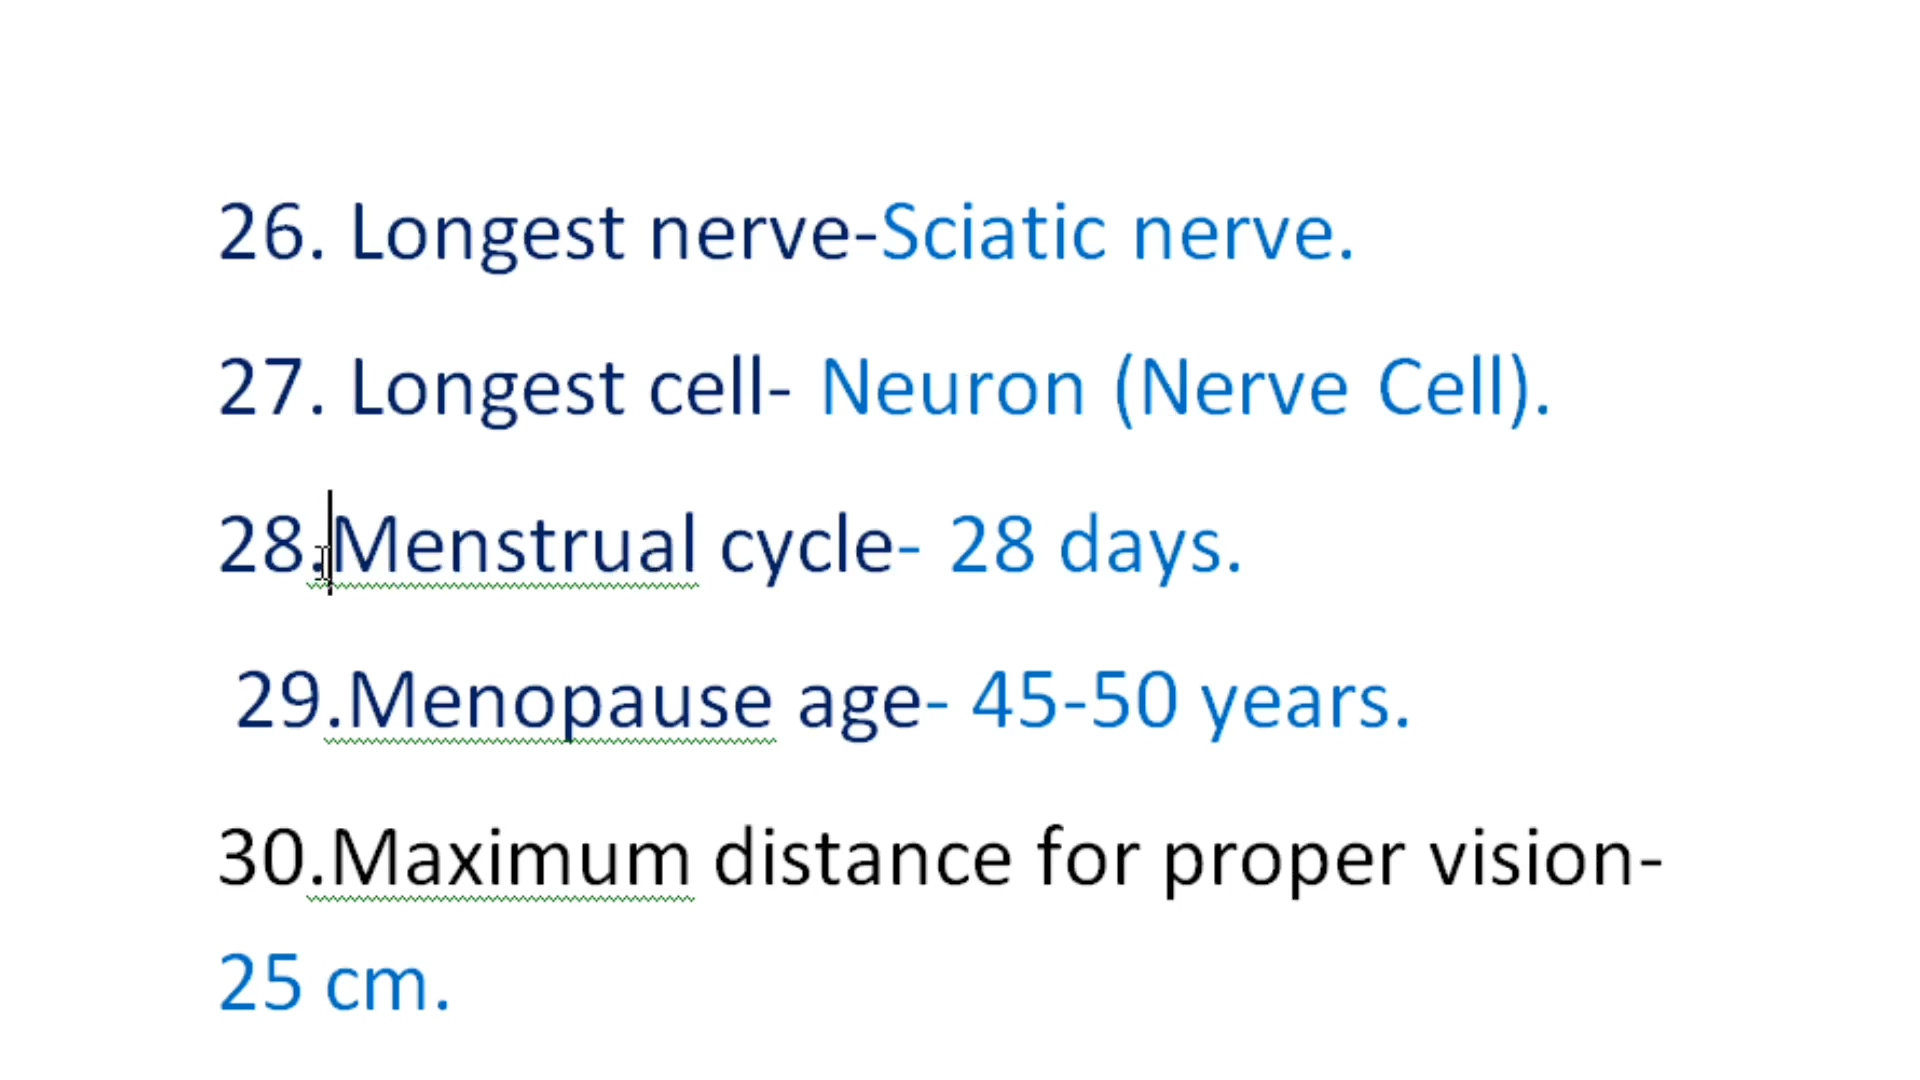 26. Longest nerve-Sciatic nerve.
27. Longest cell- Neuron (Nerve Cell).
28.Menstrual cycle- 28 days.
29.Menopause age- 45-50 years.
30.Maximum distance for proper vision-
25 cm.